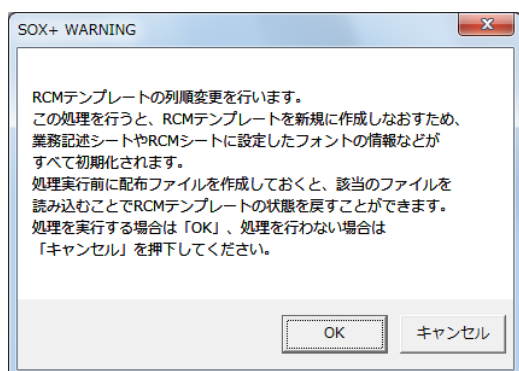 SOX+ WARNING
RCMテンプレートの列順変更を行います。
この処理を行うと、RCMテンプレートを新規に作成しなおすため、
業務記述シートやRCMシートに設定したフォントの情報などが
すべて初期化されます。
処理実行前に配布ファイルを作成しておくと、該当のファイルを
読み込むことでRCMテンプレートの状態を戻すことができます。
処理を実行する場合は「OK」、処理を行わない場合は
「キャンセル」を押下してください。
OK
キャンセル